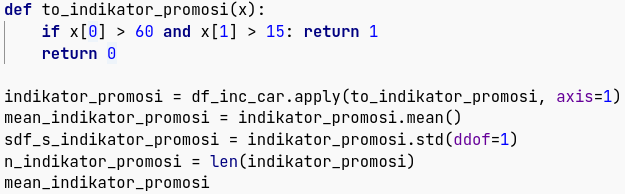 def to_indikator_promosi(x):
    if x[0] > 60 and x[1] > 15: return 1
    return 0

indikator_promosi = df_inc_car.apply(to_indikator_promosi, axis=1)
mean_indikator_promosi = indikator_promosi.mean()
sdf_s_indikator_promosi = indikator_promosi.std(ddof=1)
n_indikator_promosi = len(indikator_promosi)
mean_indikator_promosi